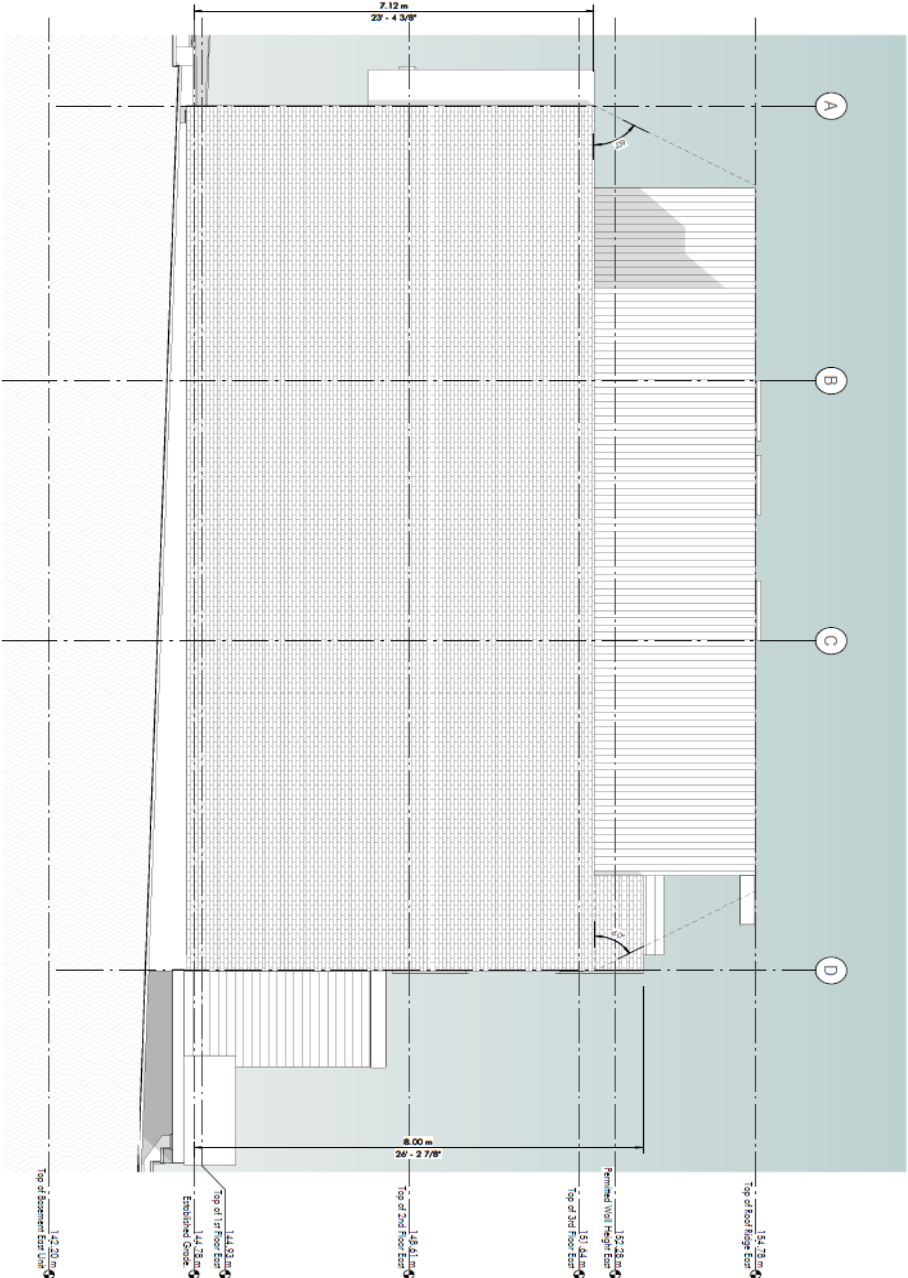 7.12 m
23' - 4 3/8"
A
B
C
D
60°
8.00 m
26' - 2 7/8"
154.78 m
Top of Roof Ridge East
152.28 m
Permitted Wall Height East
151.64 m
Top of 3rd Floor East
148.61 m
Top of 2nd Floor East
144.93 m
Top of 1st Floor East
144.78 m
Established Grade.
142.20 m
Top of Basement East Unit